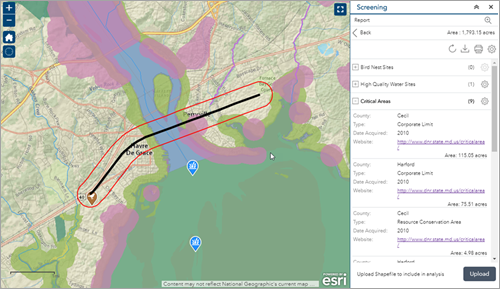 Screening
Report
Back
Area : 1,793.15 acres
Bird Nest Sites (0)
High Quality Water Sites (1)
Critical Areas (9)
County: Cecil
Type: Corporate Limit
Date Acquired: 2010
Website: http://www.dnr.state.md.us/criticalarea/
Area: 115.05 acres
County: Harford
Type: Corporate Limit
Date Acquired: 2010
Website: http://www.dnr.state.md.us/criticalarea/
Area: 75.51 acres
County: Cecil
Type: Resource Conservation Area
Date Acquired: 2010
Website: http://www.dnr.state.md.us/criticalarea/
Area: 4.98 acres
County: Harford
Upload Shapefile to include in analysis
Upload
Perryville
Havre
De Grace
POWERED BY
esri
Content may not reflect National Geographic's current map ...